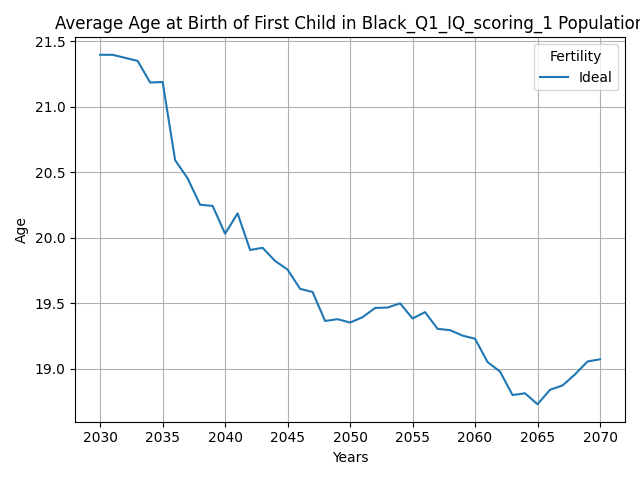 Average Age at Birth of First Child in Black_Q1_IQ_scoring_1 Population
21.5
21.0
20.5
20.0
19.5
19.0
Age
Fertility
Ideal
2030 2035 2040 2045 2050 2055 2060 2065 2070
Years